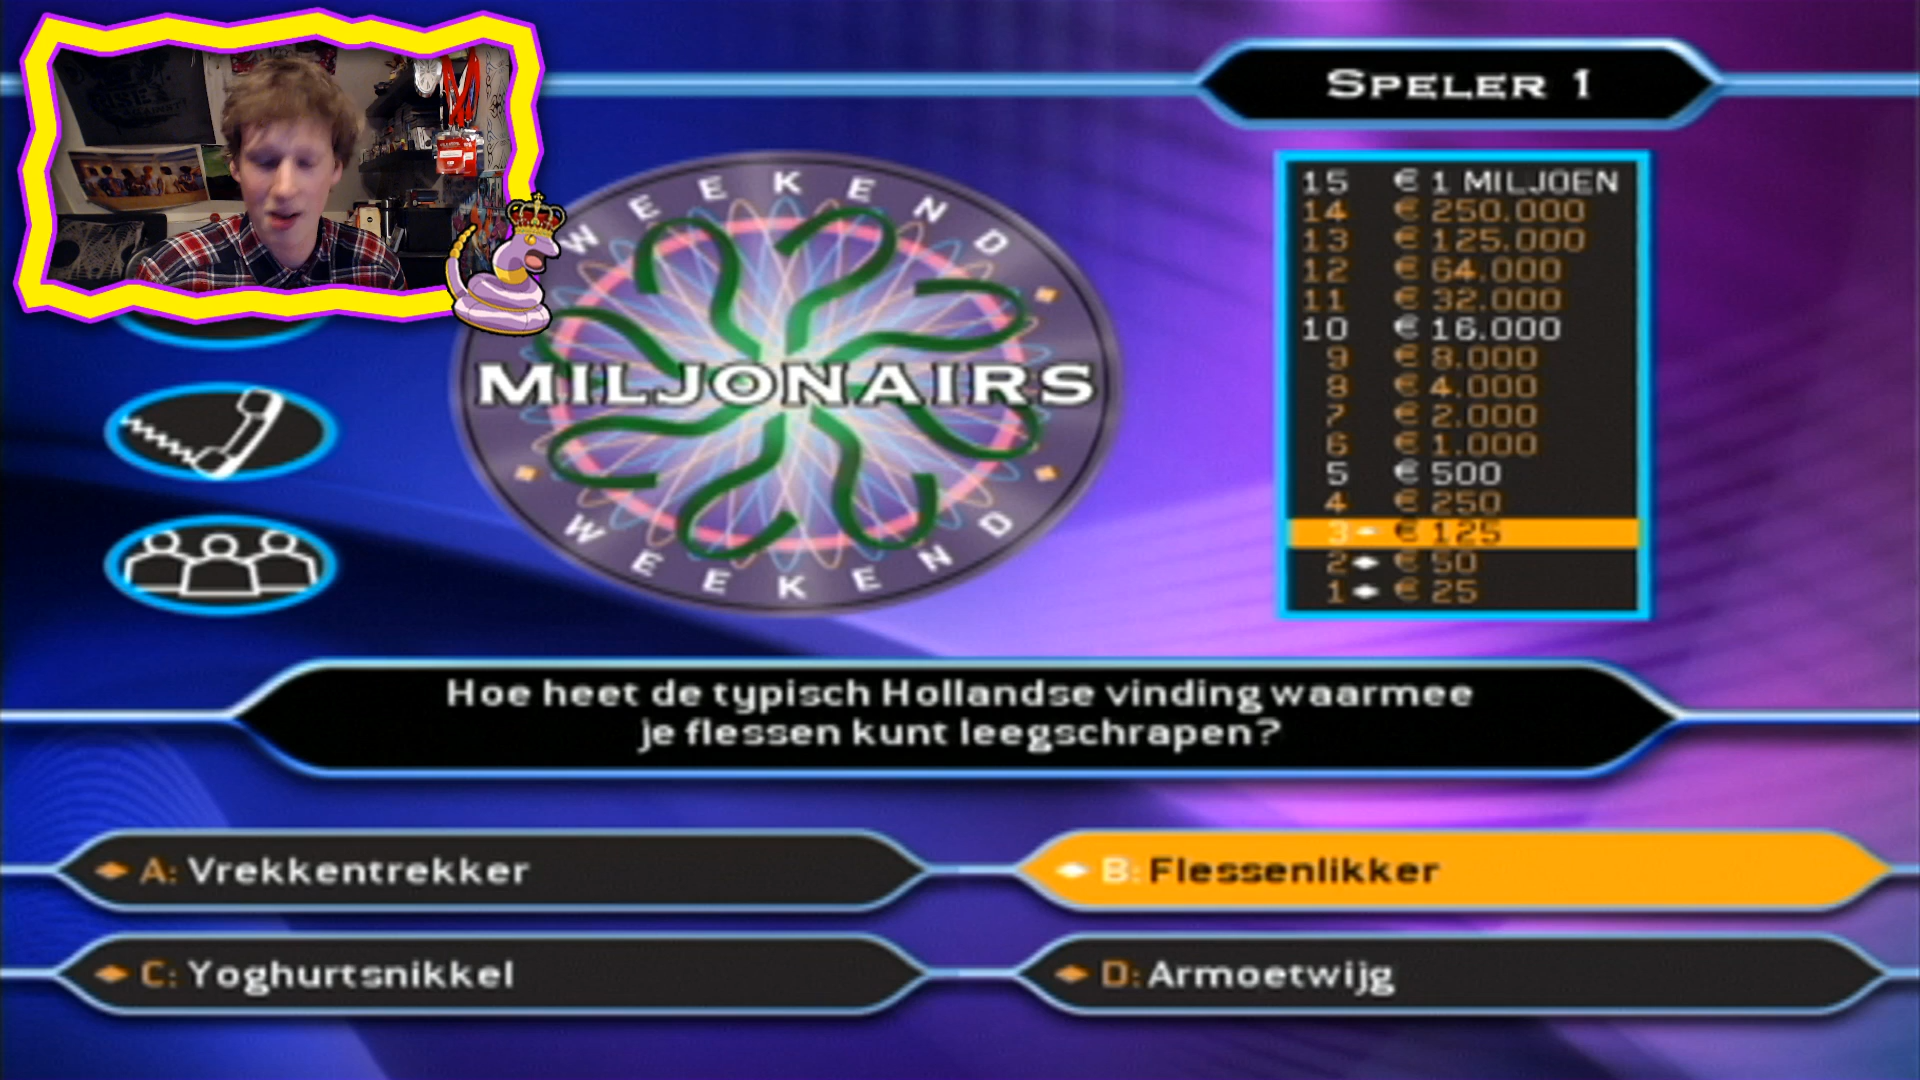 SPELER 1
WEEKEND
MILJONAIRS
WEEKEND
15 € 1 MILJOEN
14 € 250.000
13 € 125.000
12 € 64.000
11 € 32.000
10 € 16.000
9 € 8.000
8 € 4.000
7 € 2.000
6 € 1.000
5 € 500
4 € 250
3 € 125
2 € 50
1 € 25
Hoe heet de typisch Hollandse vinding waarmee
je flessen kunt leegschrapen?
A: Vrekkentrekker
B: Flessenlikker
C: Yoghurtsnikkel
D: Armoetwijg